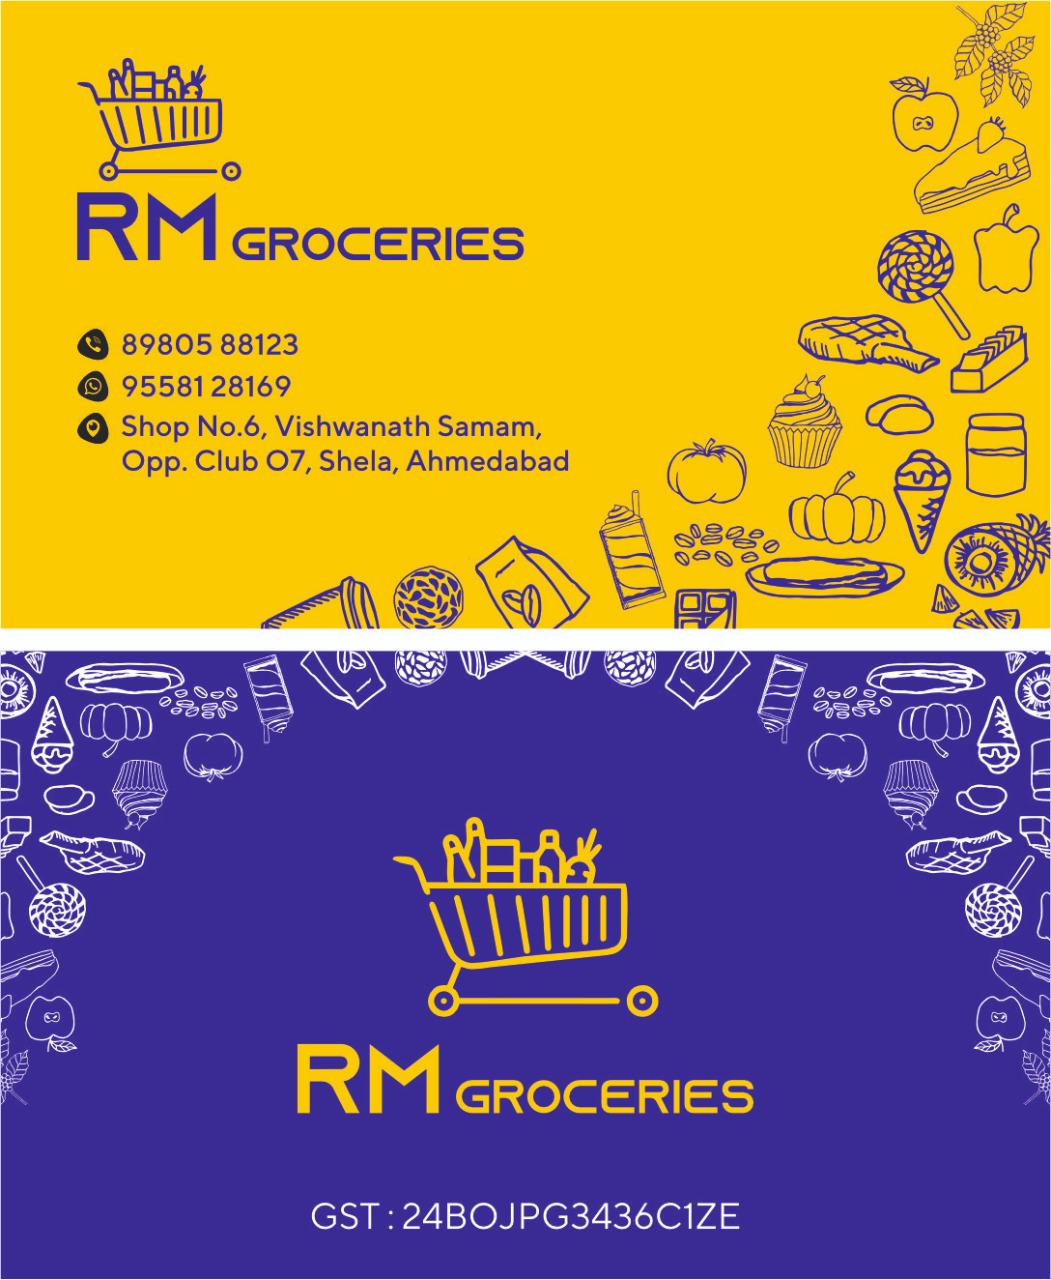 RM GROCERIES
89805 88123
95581 28169
Shop No.6, Vishwanath Samam,
Opp. Club O7, Shela, Ahmedabad
RM GROCERIES
GST : 24BOJPG3436C1ZE